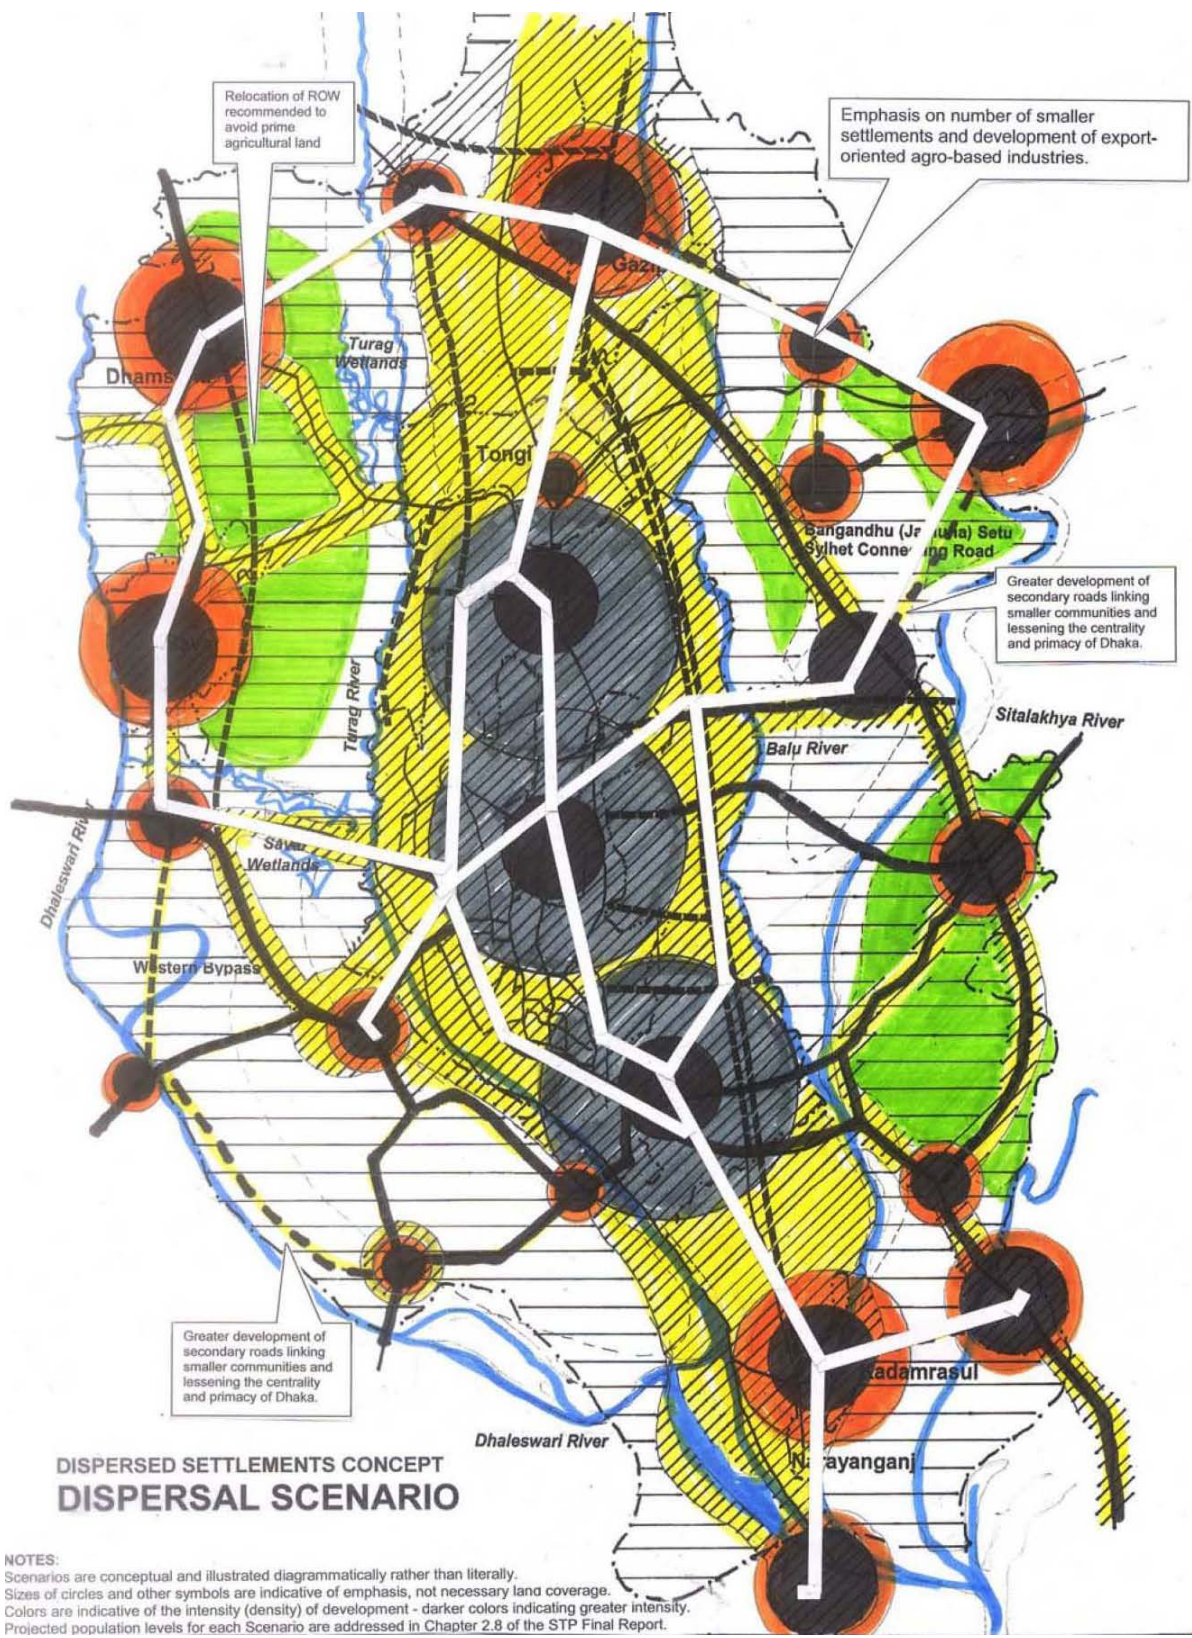 Relocation of ROW
recommended to
avoid prime
agricultural land
Emphasis on number of smaller
settlements and development of export-
oriented agro-based industries.
Turag
Wetlands
Tongi
Setu
Sylhet
Road
Greater development of
secondary roads linking
smaller communities and
lessening the centrality
and primacy of Dhaka.
Turag River
Sitalakhya River
Balu River
Dhaleswari River
Savar
Wetlands
Western Bypass
Greater development of
secondary roads linking
smaller communities and
lessening the centrality
and primacy of Dhaka.
Kadamrasul
Dhaleswari River
Narayanganj
DISPERSED SETTLEMENTS CONCEPT
DISPERSAL SCENARIO
NOTES:
Scenarios are conceptual and illustrated diagrammatically rather than literally.
Sizes of circles and other symbols are indicative of emphasis, not necessary land coverage.
Colors are indicative of the intensity (density) of development - darker colors indicating greater intensity.
Projected population levels for each Scenario are addressed in Chapter 2.8 of the STP Final Report.